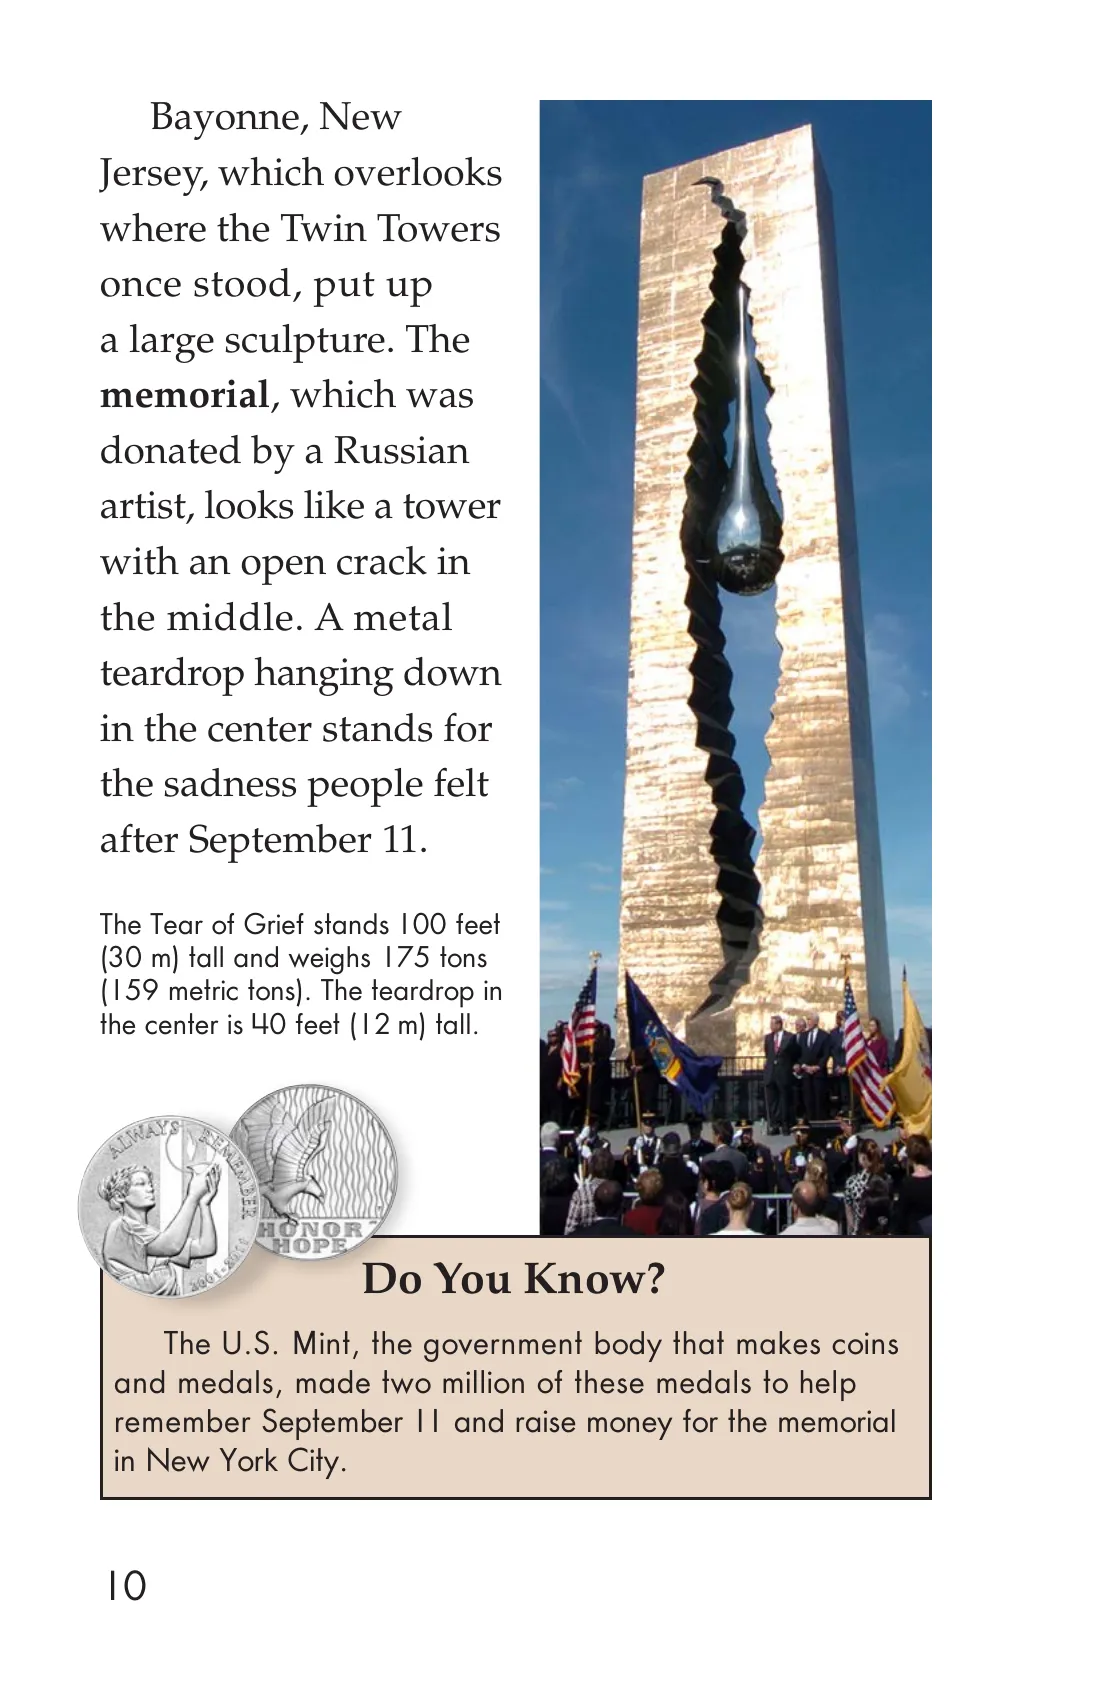 Bayonne, New
Jersey, which overlooks
where the Twin Towers
once stood, put up
a large sculpture. The
memorial, which was
donated by a Russian
artist, looks like a tower
with an open crack in
the middle. A metal
teardrop hanging down
in the center stands for
the sadness people felt
after September 11.
The Tear of Grief stands 100 feet
(30 m) tall and weighs 175 tons
(159 metric tons). The teardrop in
the center is 40 feet (12 m) tall.
ALWAYS REMEMBER
2001-2011
HONOR
HOPE
Do You Know?
The U.S. Mint, the government body that makes coins
and medals, made two million of these medals to help
remember September 11 and raise money for the memorial
in New York City.
10